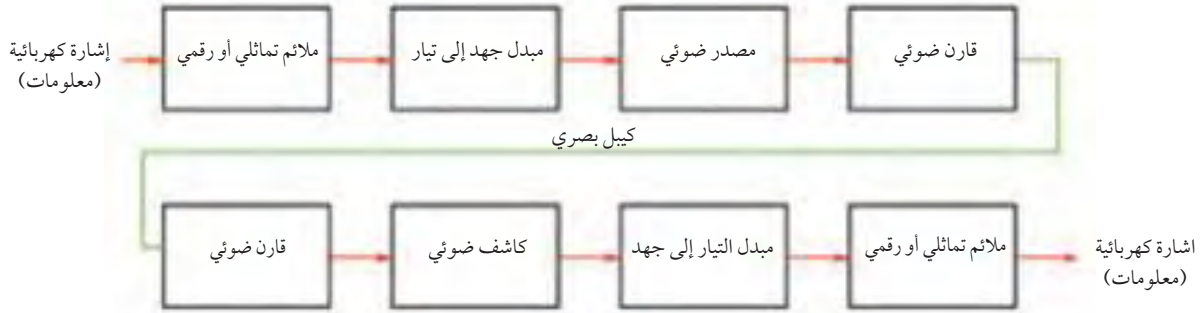 إشارة كهربائية
(معلومات)
ملائم تماثلي أو رقمي
مبدل جهد إلى تيار
مصدر ضوئي
قارن ضوئي
كيبل بصري
قارن ضوئي
كاشف ضوئي
مبدل التيار إلى جهد
ملائم تماثلي أو رقمي
اشارة كهربائية
(معلومات)